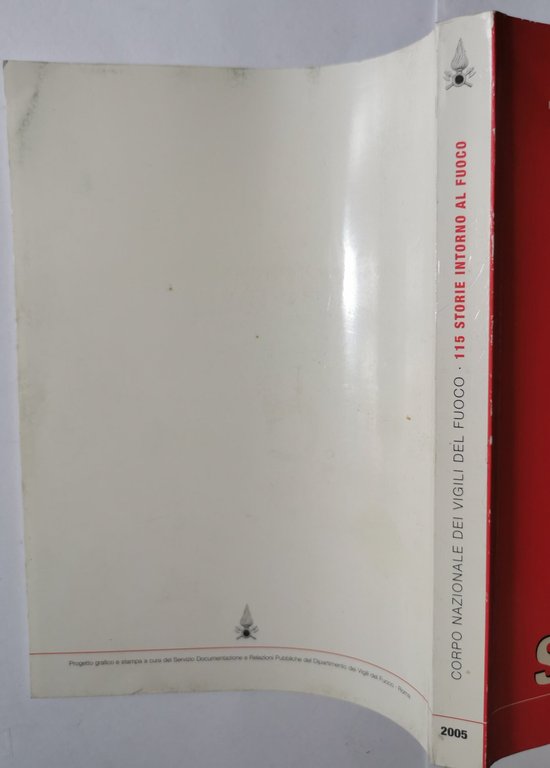 Progetto grafico e stampa a cura del Servizio Documentazione e Relazioni Pubbliche del Dipartimento dei Vigili del Fuoco - Roma
CORPO NAZIONALE DEI VIGILI DEL FUOCO · 115 STORIE INTORNO AL FUOCO
2005
S